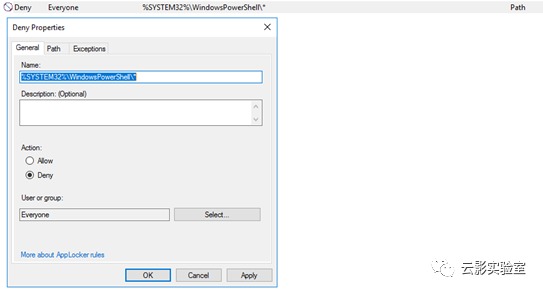 Deny Everyone %SYSTEM32%\WindowsPowerShell\* Path
Deny Properties
General Path Exceptions
Name:
%SYSTEM32%\WindowsPowerShell\*
Description: (Optional)
Action:
Allow
Deny
User or group:
Everyone Select...
More about AppLocker rules
OK Cancel Apply
云影实验室